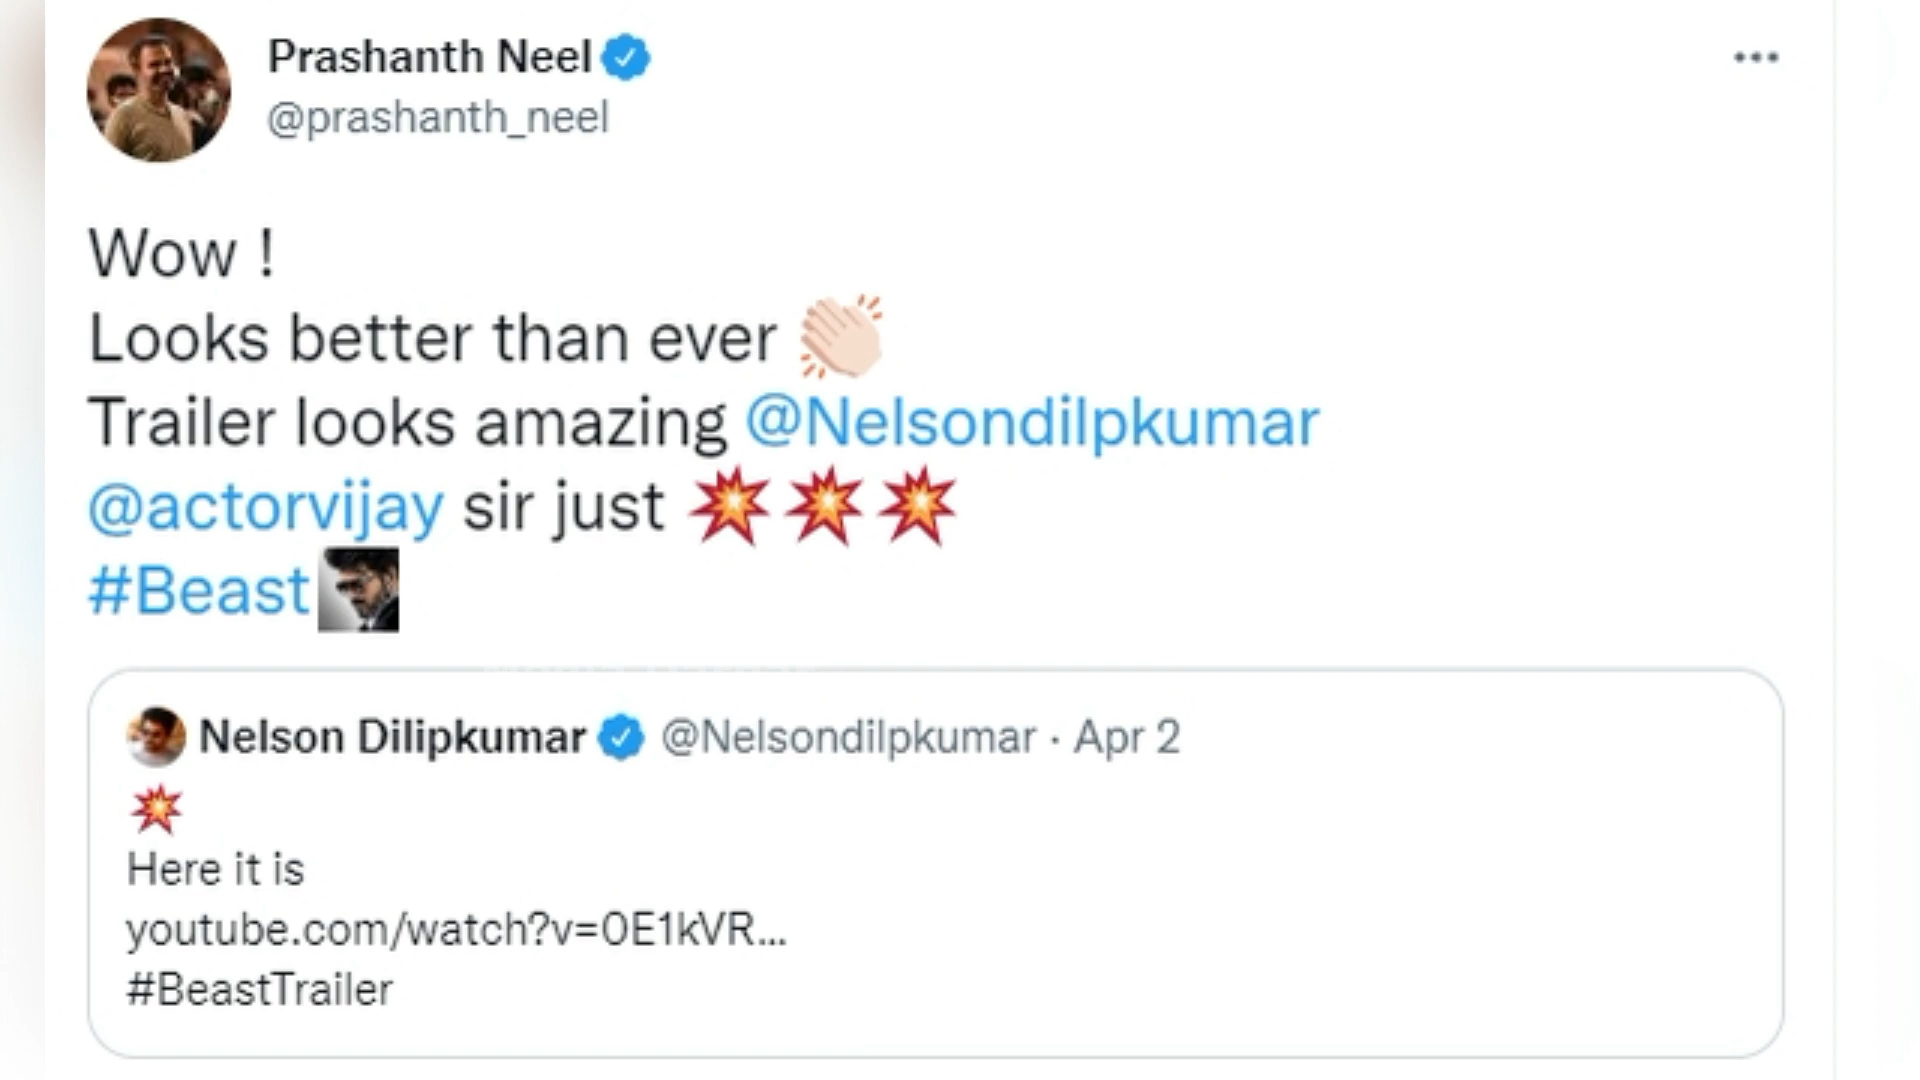 Prashanth Neel
@prashanth_neel
Wow !
Looks better than ever 👏🏻
Trailer looks amazing @Nelsondilpkumar
@actorvijay sir just 💥💥💥
#Beast
Nelson Dilipkumar @Nelsondilpkumar · Apr 2
💥
Here it is
youtube.com/watch?v=0E1kVR...
#BeastTrailer